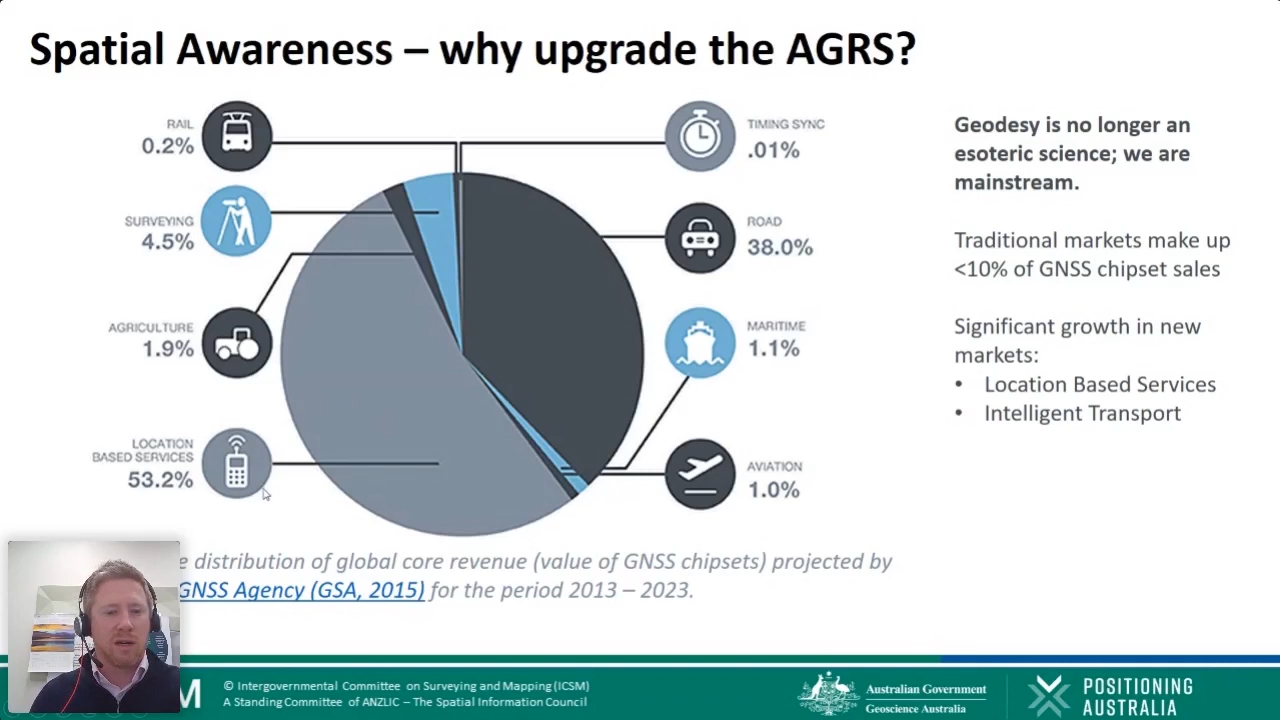 Spatial Awareness – why upgrade the AGRS?
RAIL
0.2%
SURVEYING
4.5%
AGRICULTURE
1.9%
LOCATION
BASED SERVICES
53.2%
TIMING SYNC
.01%
ROAD
38.0%
MARITIME
1.1%
AVIATION
1.0%
Geodesy is no longer an
esoteric science; we are
mainstream.
Traditional markets make up
<10% of GNSS chipset sales
Significant growth in new
markets:
• Location Based Services
• Intelligent Transport
distribution of global core revenue (value of GNSS chipsets) projected by
GNSS Agency (GSA, 2015) for the period 2013 – 2023.
© Intergovernmental Committee on Surveying and Mapping (ICSM)
A Standing Committee of ANZLIC – The Spatial Information Council
Australian Government
Geoscience Australia
POSITIONING
AUSTRALIA